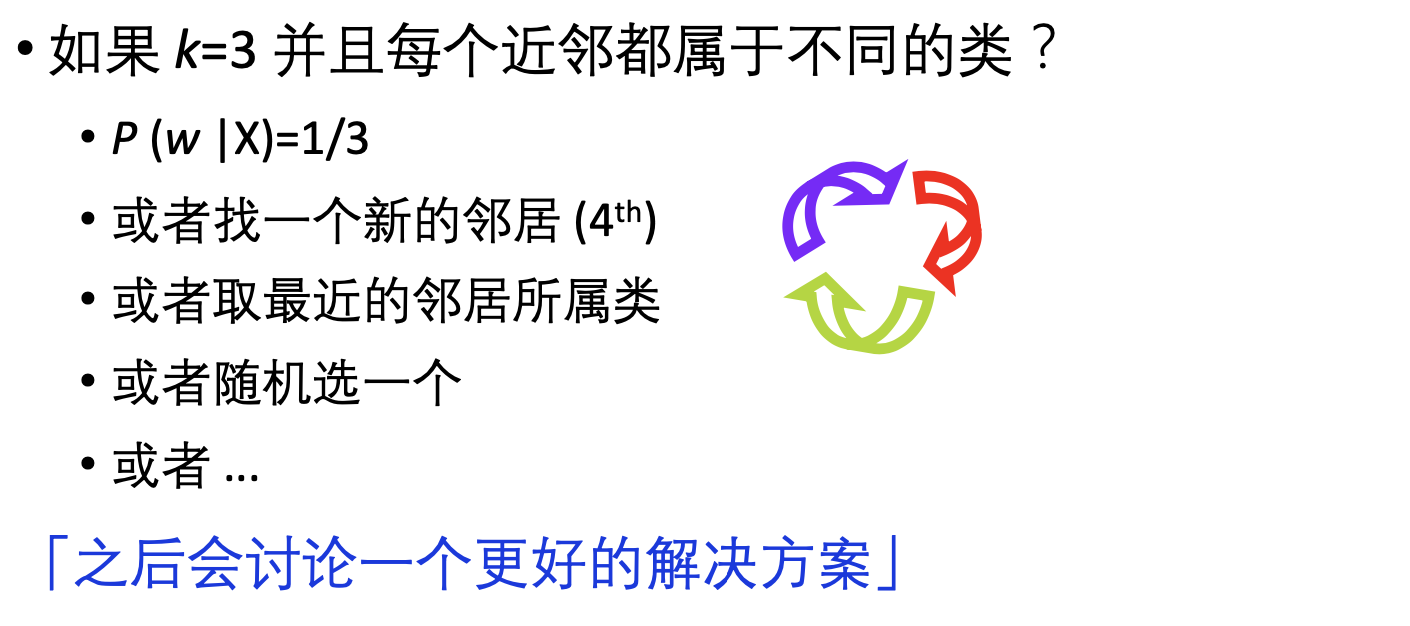 • 如果 k=3 并且每个近邻都属于不同的类？
• P (w |X)=1/3
• 或者找一个新的邻居 (4th)
• 或者取最近的邻居所属类
• 或者随机选一个
• 或者 ...
「之后会讨论一个更好的解决方案」